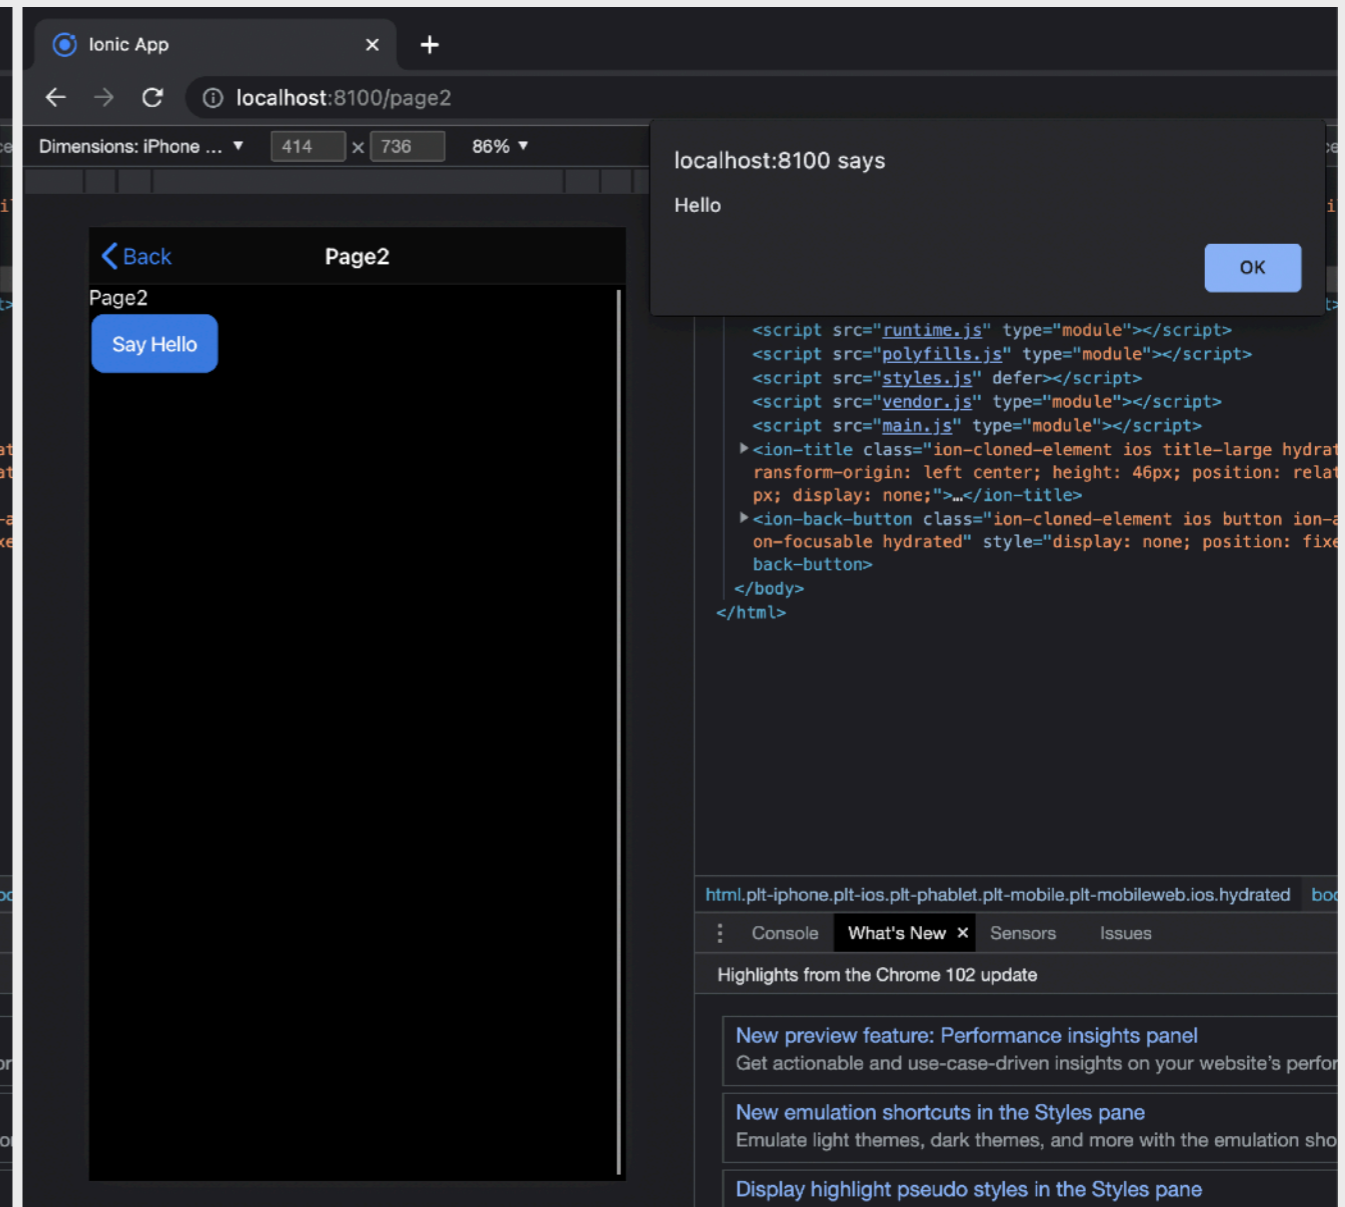 Ionic App
localhost:8100/page2
Dimensions: iPhone ... 414 × 736 86%
localhost:8100 says
Hello
OK
Back Page2
Page2
Say Hello
<script src="runtime.js" type="module"></script>
<script src="polyfills.js" type="module"></script>
<script src="styles.js" defer></script>
<script src="vendor.js" type="module"></script>
<script src="main.js" type="module"></script>
<ion-title class="ion-cloned-element ios title-large hydrat
ransform-origin: left center; height: 46px; position: relat
px; display: none;">…</ion-title>
<ion-back-button class="ion-cloned-element ios button ion-a
on-focusable hydrated" style="display: none; position: fixe
back-button>
</body>
</html>
html.plt-iphone.plt-ios.plt-phablet.plt-mobile.plt-mobileweb.ios.hydrated
Console What's New Sensors Issues
Highlights from the Chrome 102 update
New preview feature: Performance insights panel
Get actionable and use-case-driven insights on your website's perfor
New emulation shortcuts in the Styles pane
Emulate light themes, dark themes, and more with the emulation sho
Display highlight pseudo styles in the Styles pane